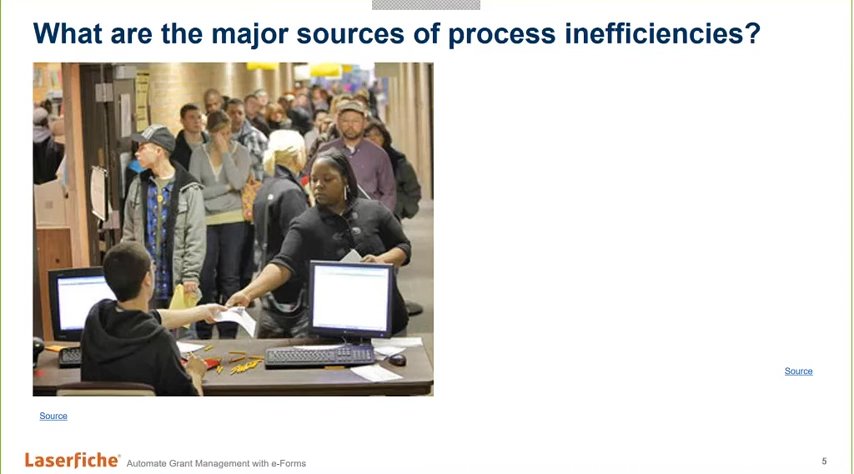 What are the major sources of process inefficiencies?
Source
Source
Laserfiche® Automate Grant Management with e-Forms
5